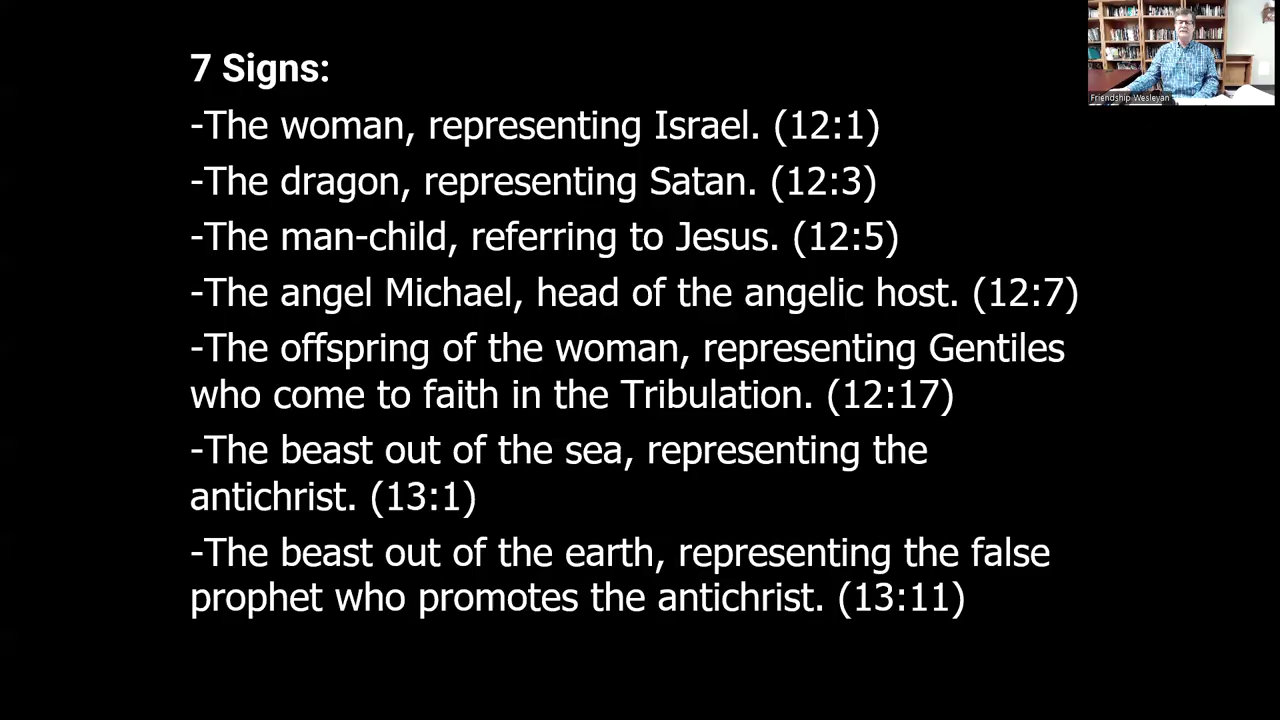 7 Signs:
-The woman, representing Israel. (12:1)
-The dragon, representing Satan. (12:3)
-The man-child, referring to Jesus. (12:5)
-The angel Michael, head of the angelic host. (12:7)
-The offspring of the woman, representing Gentiles
who come to faith in the Tribulation. (12:17)
-The beast out of the sea, representing the
antichrist. (13:1)
-The beast out of the earth, representing the false
prophet who promotes the antichrist. (13:11)
Friendship Wesleyan